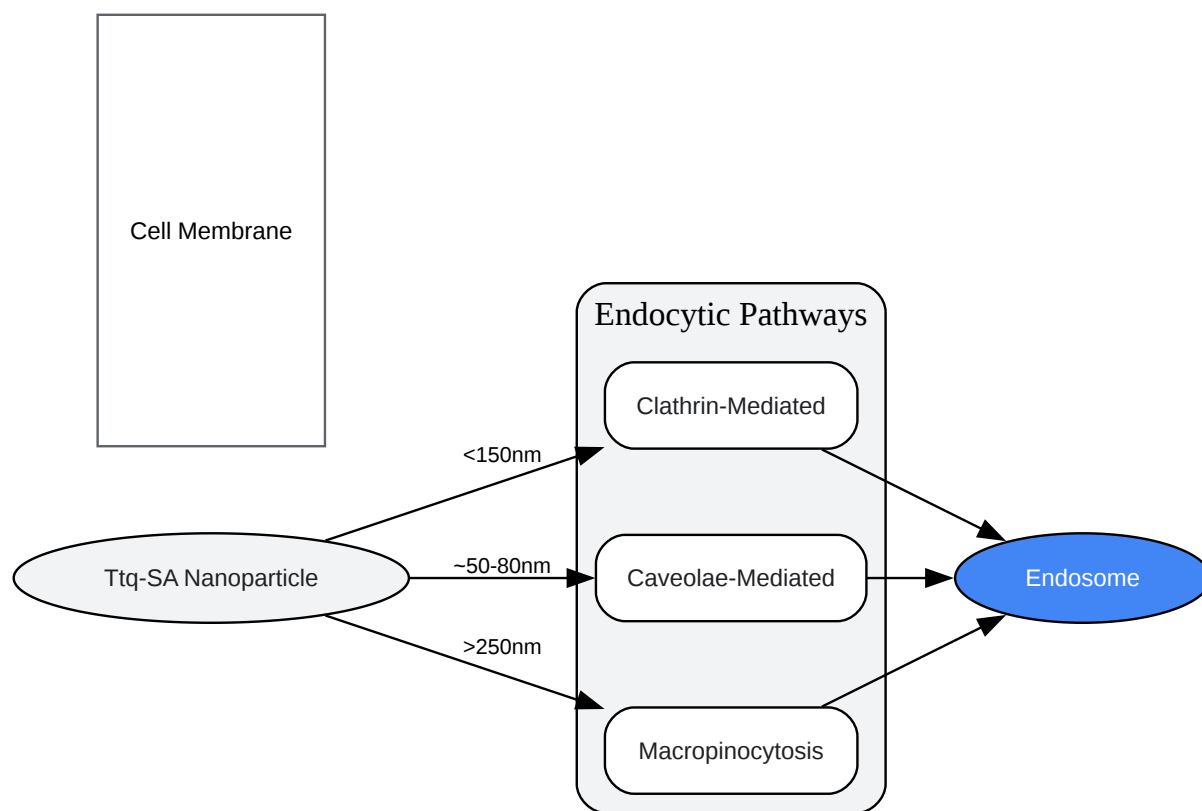 Cell Membrane
Endocytic Pathways
Clathrin-Mediated
<150nm
Ttq-SA Nanoparticle
~50-80nm
Caveolae-Mediated
Endosome
>250nm
Macropinocytosis